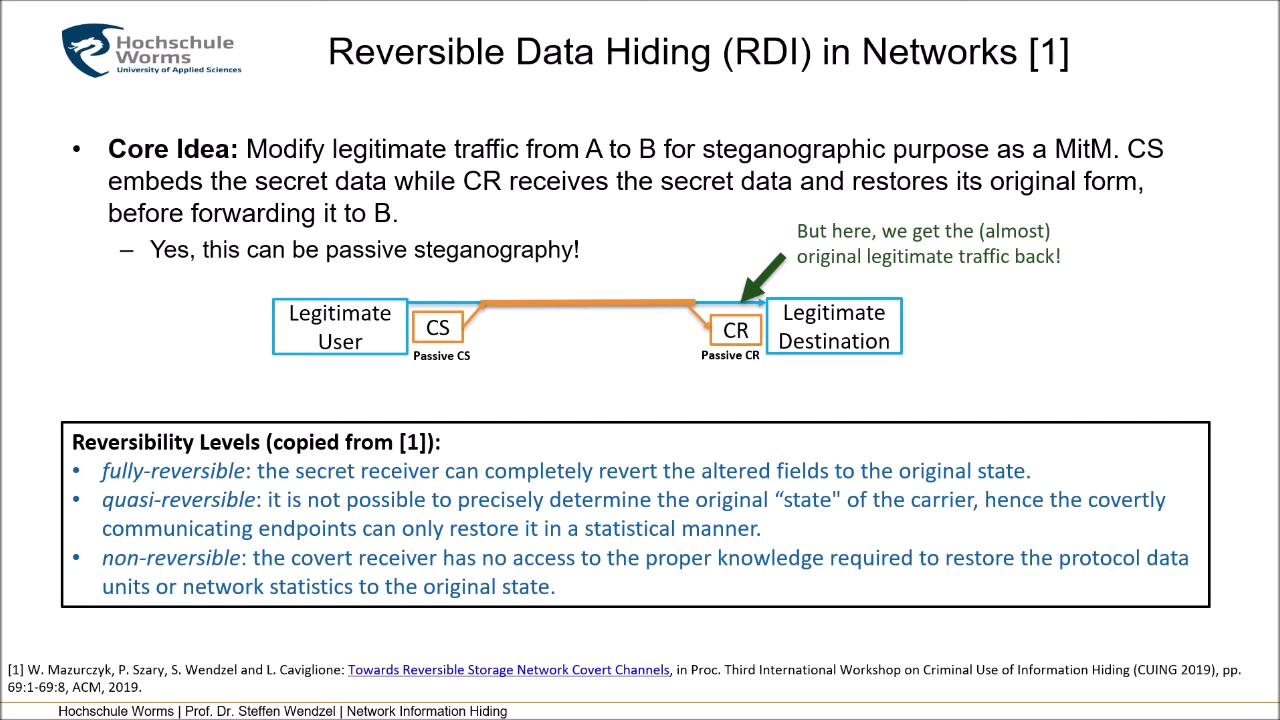 Hochschule
Worms
University of Applied Sciences
Reversible Data Hiding (RDI) in Networks [1]
• Core Idea: Modify legitimate traffic from A to B for steganographic purpose as a MitM. CS
embeds the secret data while CR receives the secret data and restores its original form,
before forwarding it to B.
– Yes, this can be passive steganography!
But here, we get the (almost)
original legitimate traffic back!
Legitimate
User
CS
Passive CS
CR
Passive CR
Legitimate
Destination
Reversibility Levels (copied from [1]):
• fully-reversible: the secret receiver can completely revert the altered fields to the original state.
• quasi-reversible: it is not possible to precisely determine the original “state" of the carrier, hence the covertly
communicating endpoints can only restore it in a statistical manner.
• non-reversible: the covert receiver has no access to the proper knowledge required to restore the protocol data
units or network statistics to the original state.
[1] W. Mazurczyk, P. Szary, S. Wendzel and L. Caviglione: Towards Reversible Storage Network Covert Channels, in Proc. Third International Workshop on Criminal Use of Information Hiding (CUING 2019), pp.
69:1-69:8, ACM, 2019.
Hochschule Worms | Prof. Dr. Steffen Wendzel | Network Information Hiding